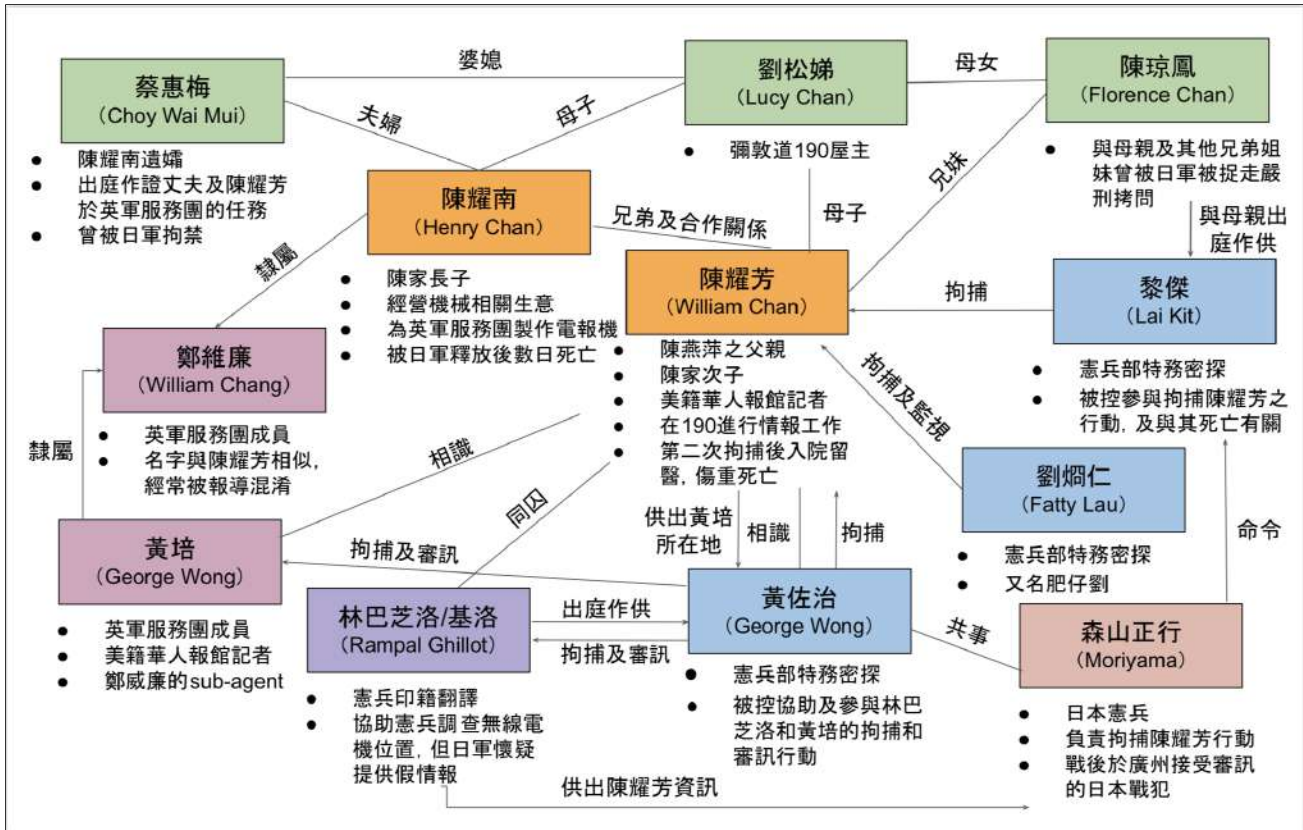 蔡惠梅
(Choy Wai Mui)
婆媳
劉松娣
(Lucy Chan)
母女
陳琼鳳
(Florence Chan)
夫婦
母子
● 陳耀南遺孀
● 出庭作證丈夫及陳耀芳
於英軍服務團的任務
● 曾被日軍拘禁
● 彌敦道190屋主
● 與母親及其他兄弟姐
妹曾被日軍被捉走嚴
刑拷問
陳耀南
(Henry Chan)
兄弟及合作關係
母子
兄妹
與母親出
庭作供
隸屬
● 陳家長子
● 經營機械相關生意
● 為英軍服務團製作電報機
● 被日軍釋放後數日死亡
陳耀芳
(William Chan)
拘捕
黎傑
(Lai Kit)
● 陳燕萍之父親
● 陳家次子
● 美籍華人報館記者
● 在190進行情報工作
● 第二次拘捕後入院留
醫, 傷重死亡
● 憲兵部特務密探
● 被控參與拘捕陳耀芳之
行動, 及與其死亡有關
鄭維廉
(William Chang)
● 英軍服務團成員
● 名字與陳耀芳相似,
經常被報導混淆
隸屬
相識
同囚
拘捕及監視
劉烱仁
(Fatty Lau)
● 憲兵部特務密探
● 又名肥仔劉
命令
供出黃培
所在地
相識
拘捕
黃培
(George Wong)
拘捕及審訊
● 英軍服務團成員
● 美籍華人報館記者
● 鄭威廉的sub-agent
林巴芝洛/基洛
(Rampal Ghillot)
出庭作供
拘捕及審訊
黃佐治
(George Wong)
共事
森山正行
(Moriyama)
● 憲兵印籍翻譯
● 協助憲兵調查無線電
機位置, 但日軍懷疑
提供假情報
● 憲兵部特務密探
● 被控協助及參與林巴
芝洛和黃培的拘捕和
審訊行動
● 日本憲兵
● 負責拘捕陳耀芳行動
● 戰後於廣州接受審訊
的日本戰犯
供出陳耀芳資訊